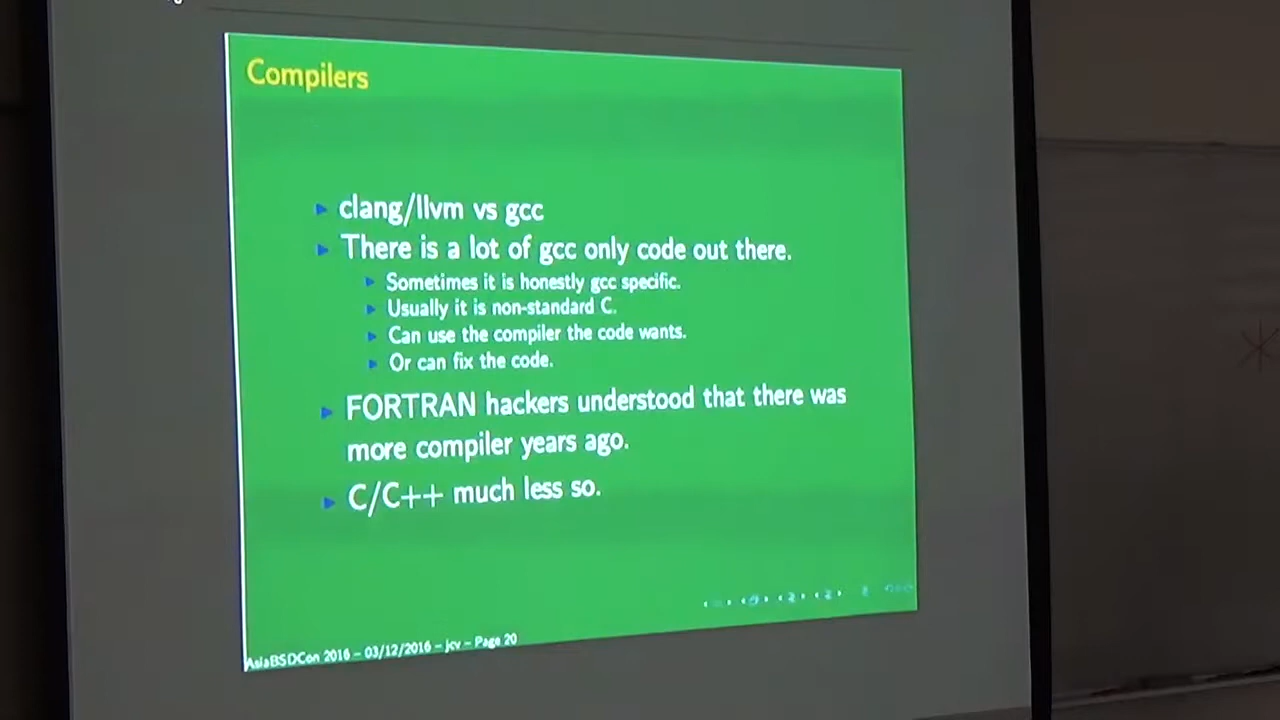 Compilers
clang/llvm vs gcc
There is a lot of gcc only code out there.
Sometimes it is honestly gcc specific.
Usually it is non-standard C.
Can use the compiler the code wants.
Or can fix the code.
FORTRAN hackers understood that there was
more compiler years ago.
C/C++ much less so.
AsiaBSDCon 2016 – 03/12/2016 – jcv – Page 20